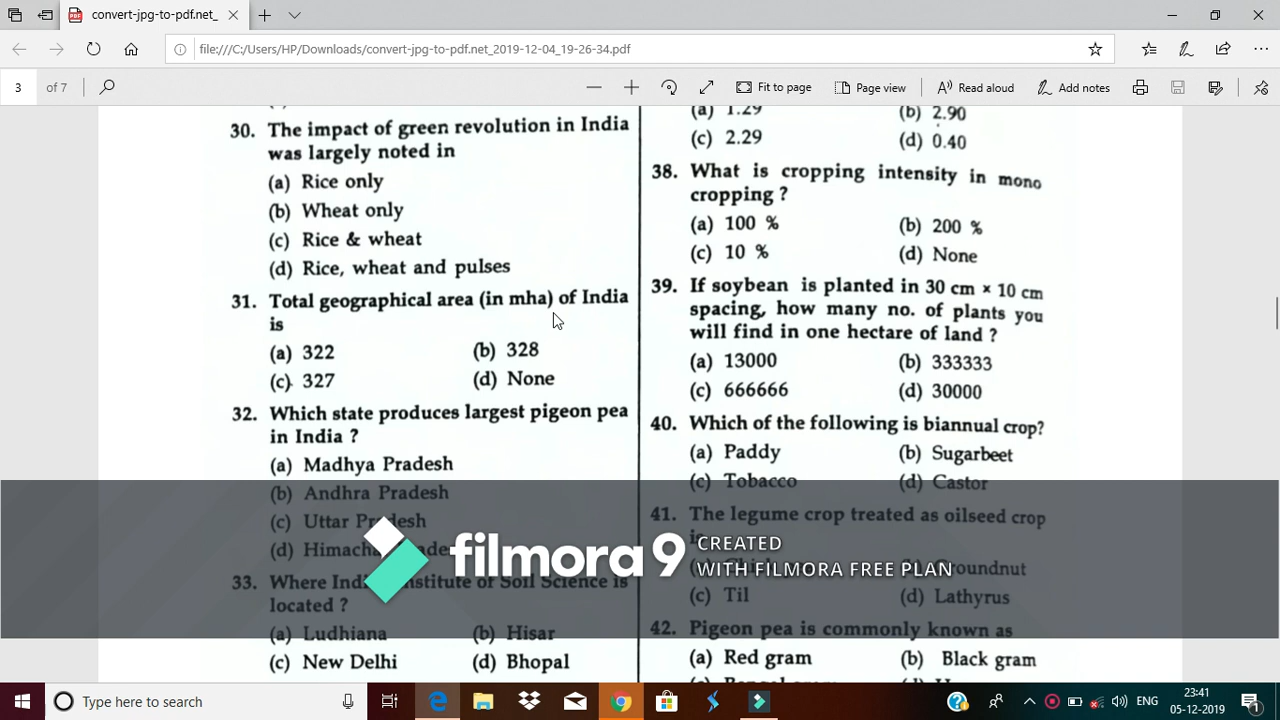 convert-jpg-to-pdf.net_
file:///C:/Users/HP/Downloads/convert-jpg-to-pdf.net_2019-12-04_19-26-34.pdf
3 of 7
Fit to page
Page view
Read aloud
Add notes
30. The impact of green revolution in India
was largely noted in
(a) Rice only
(b) Wheat only
(c) Rice & wheat
(d) Rice, wheat and pulses
31. Total geographical area (in mha) of India
is
(a) 322 (b) 328
(c) 327 (d) None
32. Which state produces largest pigeon pea
in India ?
(a) Madhya Pradesh
(b) Andhra Pradesh
(c) Uttar Pradesh
(d)
33. Where Institute of Soil Science is
located ?
(a) Ludhiana (b) Hisar
(c) New Delhi (d) Bhopal
(a) 1.29 (b) 2.90
(c) 2.29 (d) 0.40
38. What is cropping intensity in mono
cropping ?
(a) 100 % (b) 200 %
(c) 10 % (d) None
39. If soybean is planted in 30 cm × 10 cm
spacing, how many no. of plants you
will find in one hectare of land ?
(a) 13000 (b) 333333
(c) 666666 (d) 30000
40. Which of the following is biannual crop?
(a) Paddy (b) Sugarbeet
(c) Tobacco (d) Castor
41. The legume crop treated as oilseed crop
Groundnut
(c) Til (d) Lathyrus
42. Pigeon pea is commonly known as
(a) Red gram (b) Black gram
filmora 9 CREATED
WITH FILMORA FREE PLAN
Type here to search
ENG
23:41
05-12-2019
1